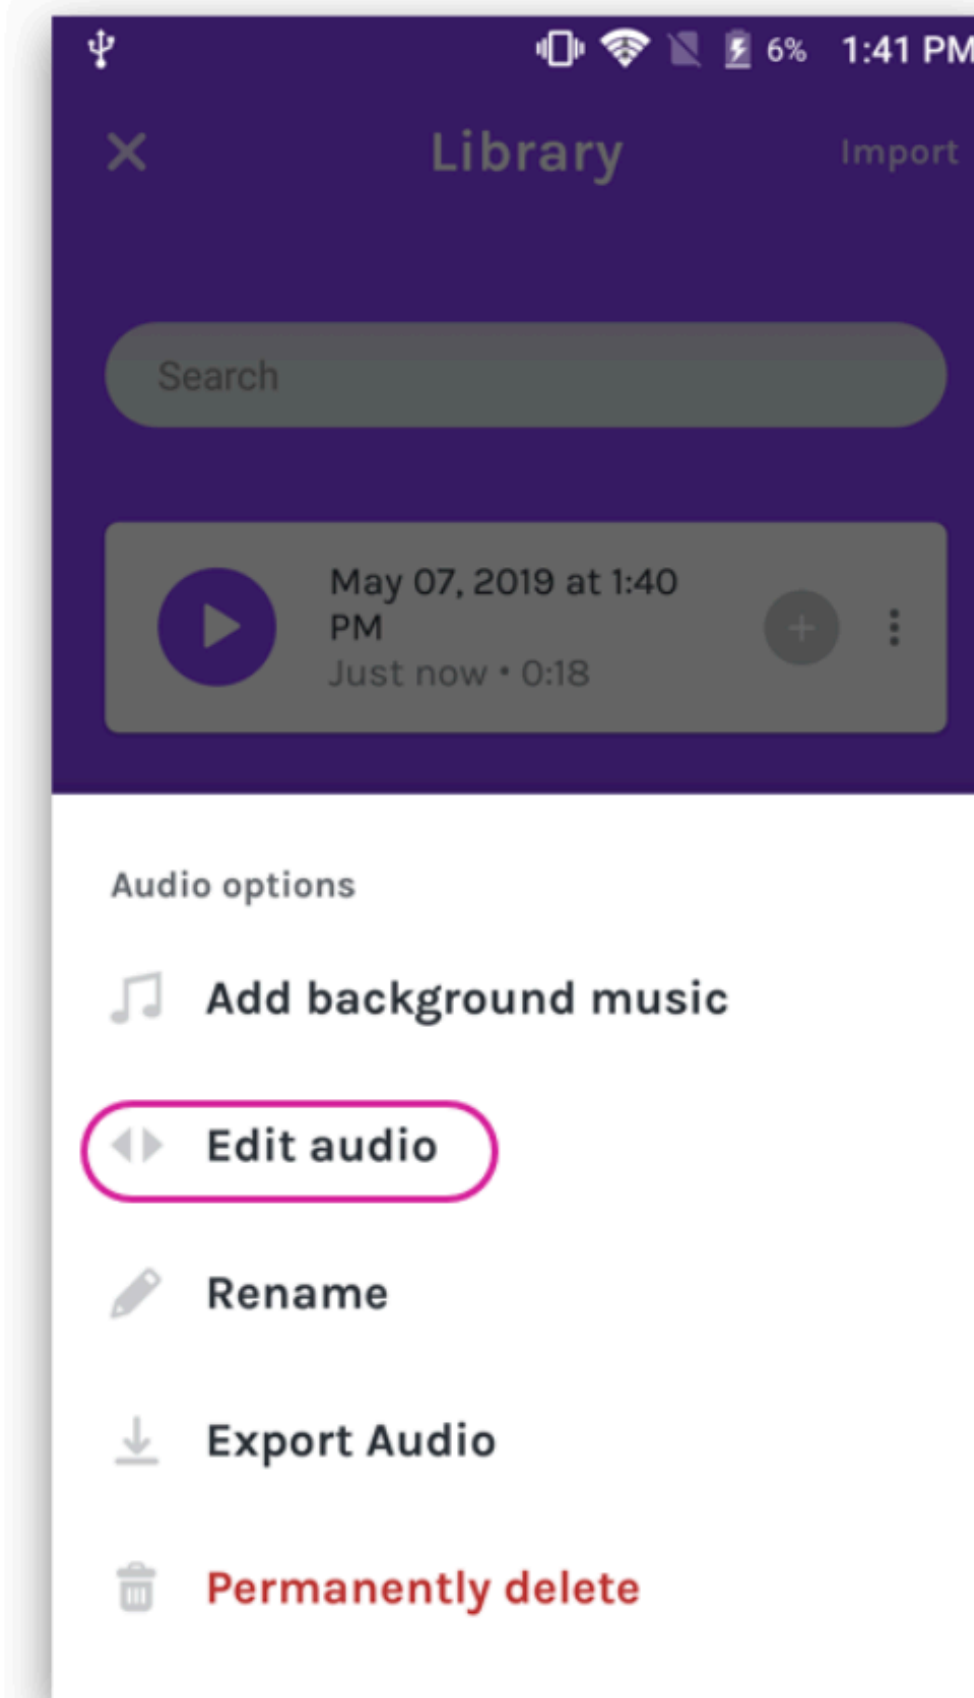 6% 1:41 PM
Library Import
Search
May 07, 2019 at 1:40
PM
Just now • 0:18
Audio options
Add background music
Edit audio
Rename
Export Audio
Permanently delete